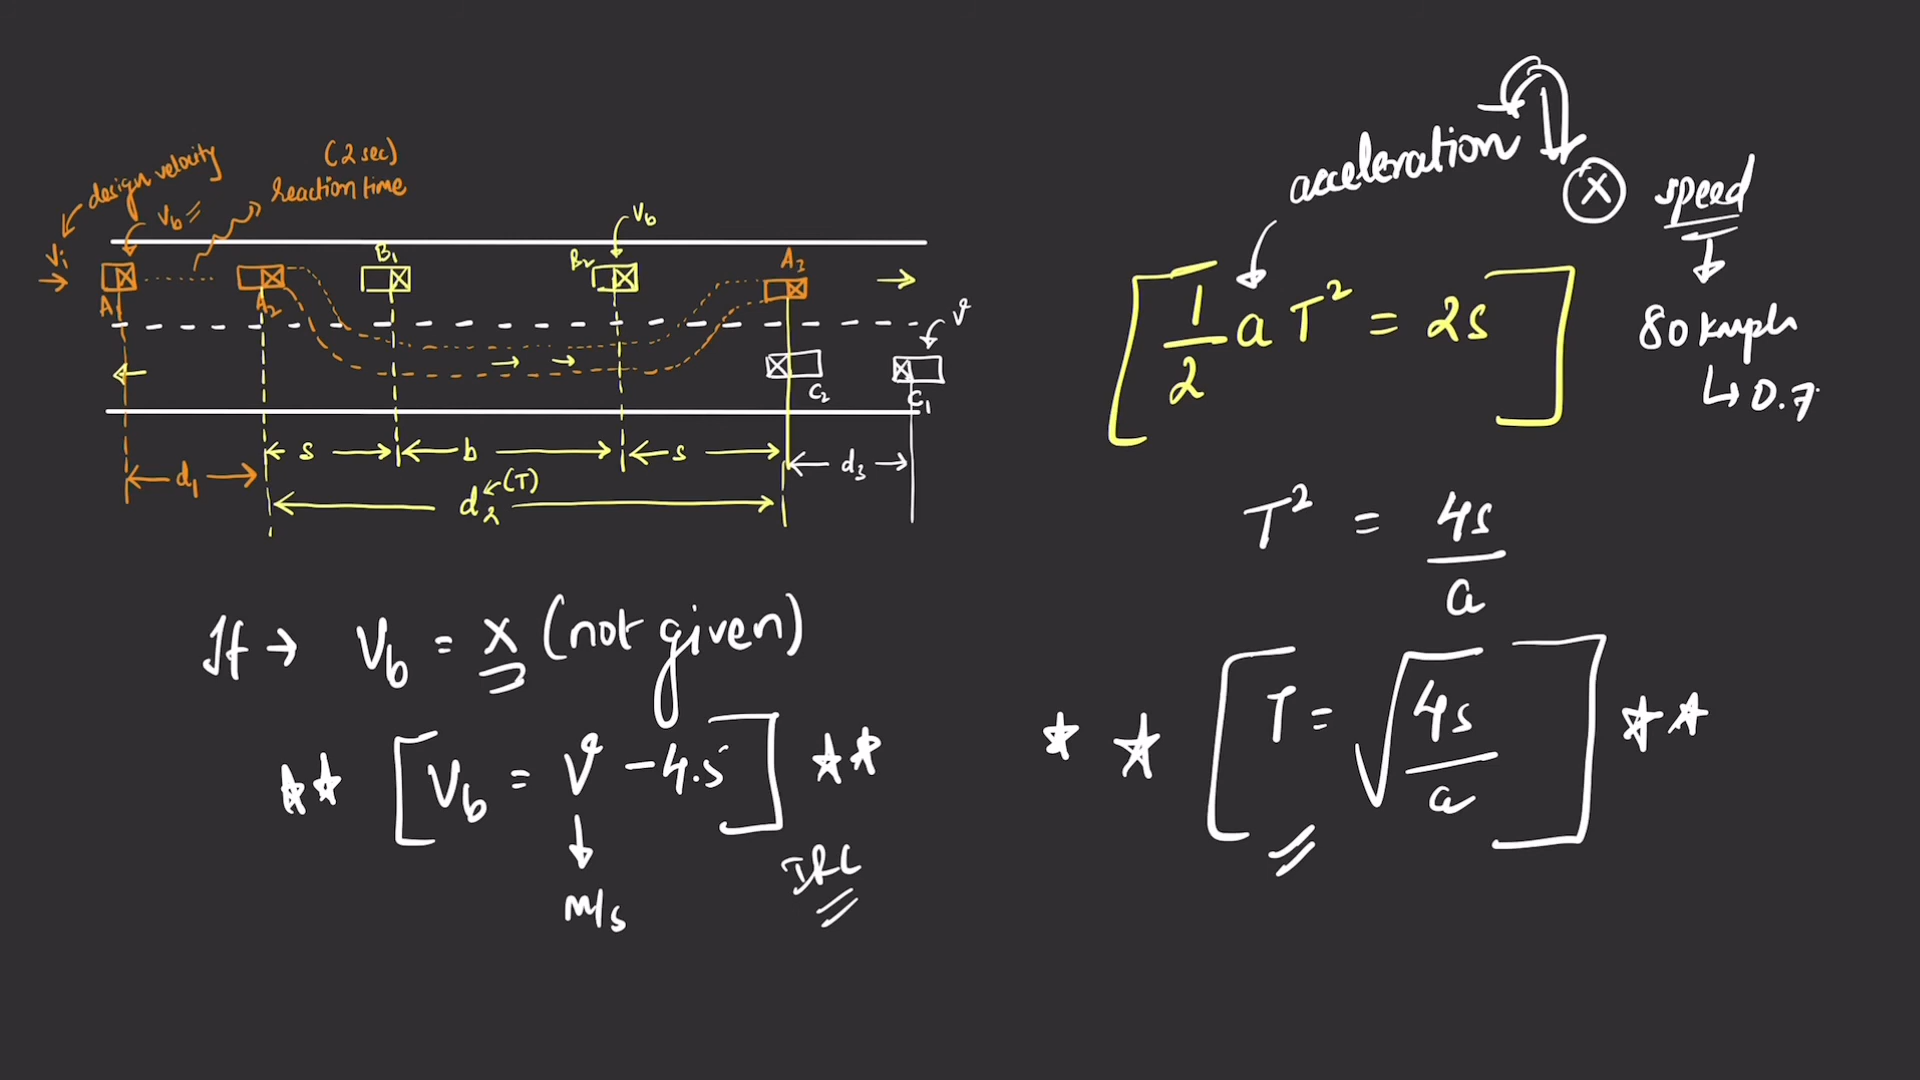 design velocity
(2 sec)
reaction time
Vi
Vb
Vb
A1
A2
B1
B2
A3
v
C2
C1
s
b
s
d1
d2 (T)
d3
If → Vb = x (not given)
[Vb = v - 4.5]
m/s
IRC
acceleration
x
speed
80 kmph
↳ 0.7
[1/2 a T² = 2s]
T² = 4s/a
[T = √4s/a]